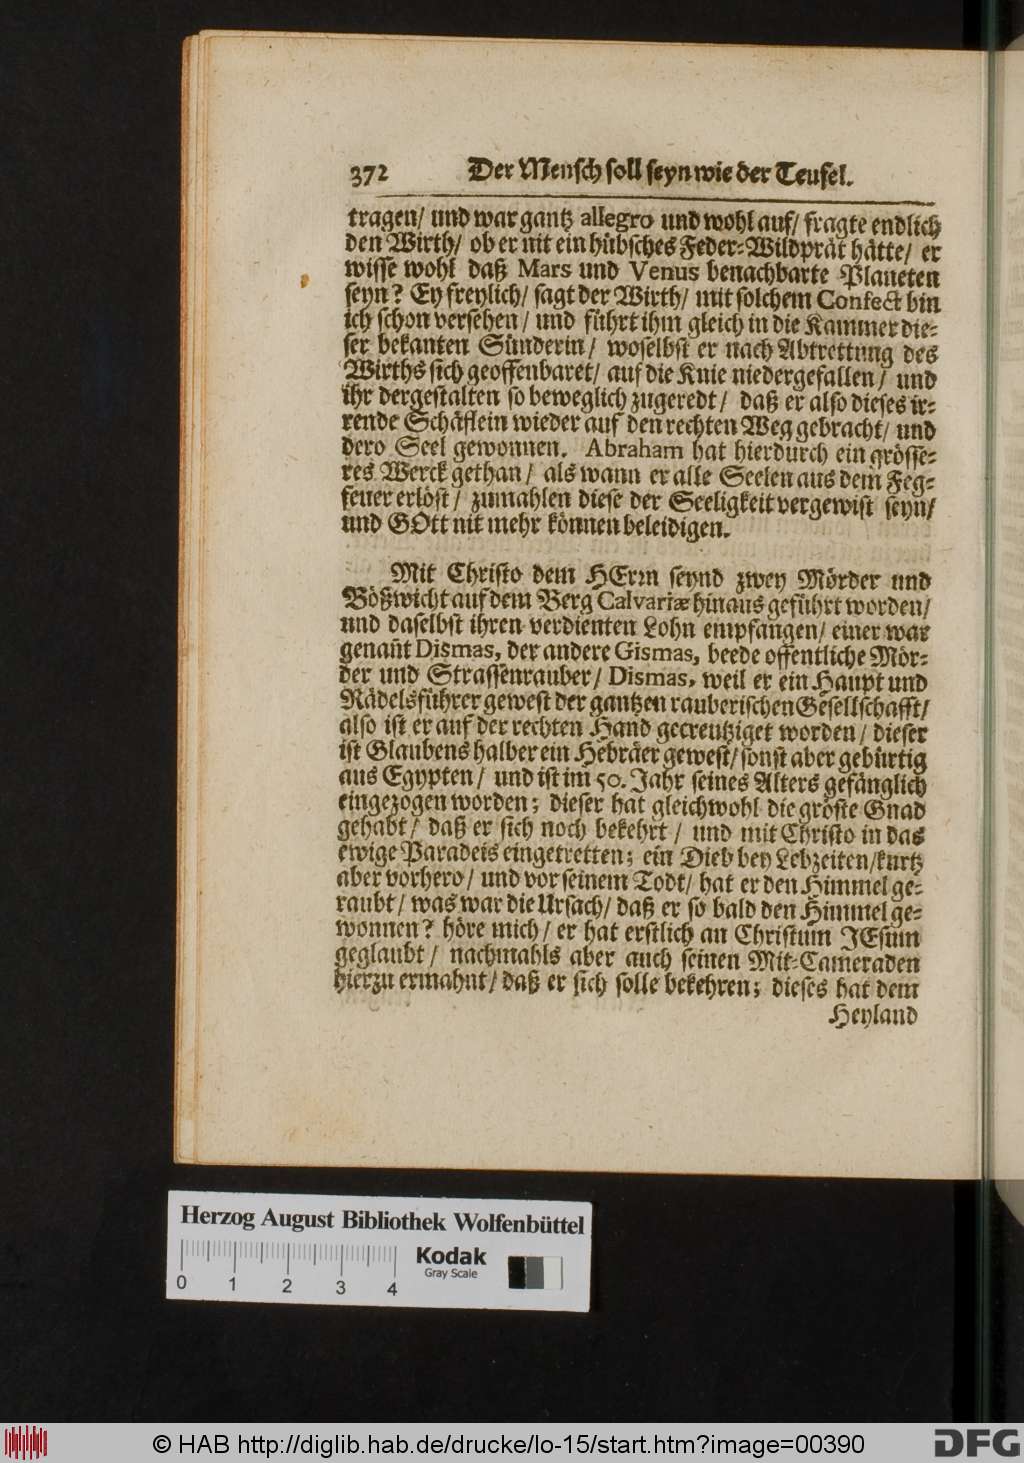 372 Der Mensch soll seyn wie der Teufel.
tragen/ und war gantz allegro und wohl auf/ fragte endlich
den Wirth/ ob er nit ein hübsches Feder-Wildprät hätte/ er
wisse wohl daß Mars und Venus benachbarte Planeten
seyn? Ey freylich/ sagt der Wirth/ mit solchem Confect bin
ich schon versehen/ und führt ihm gleich in die Kammer die-
ser bekanten Sünderin/ woselbst er nach Abtrettung des
Wirths sich geoffenbaret/ auf die Knie niedergefallen/ und
ihr dergestalten so beweglich zugeredt/ daß er also dieses ir-
rende Schäflein wieder auf den rechten Weg gebracht/ und
dero Seel gewonnen. Abraham hat hierdurch ein grösse-
res Werck gethan/ als wann er alle Seelen aus dem Feg-
feuer erlöst/ zumahlen diese der Seeligkeit vergewist seyn/
und GOtt nit mehr können beleidigen.
Mit Christo dem HErrn seynd zwey Mörder und
Bößwicht auf dem Berg Calvariæ hinaus geführt worden/
und daselbst ihren verdienten Lohn empfangen/ einer war
genañt Dismas, der andere Gismas, beede offentliche Mör-
der und Strassenrauber/ Dismas, weil er ein Haupt und
Rädelsführer gewest der gantzen rauberischen Gesellschafft/
also ist er auf der rechten Hand gecreutziget worden/ dieser
ist Glaubens halber ein Hebräer gewest/ sonst aber gebürtig
aus Egypten/ und ist im 50. Jahr seines Alters gefänglich
eingezogen worden; dieser hat gleichwohl die gröste Gnad
gehabt/ daß er sich noch bekehrt/ und mit Christo in das
ewige Paradeis eingetretten; ein Dieb bey Lebzeiten/ kurtz
aber vorhero/ und vor seinem Todt/ hat er den Himmel ge-
raubt/ was war die Ursach/ daß er so bald den Himmel ge-
wonnen? höre mich/ er hat erstlich an Christum JEsum
geglaubt/ nachmahls aber auch seinen Mit-Cameraden
hierzu ermahnt/ daß er sich solle bekehren; dieses hat dem
Heyland
Herzog August Bibliothek Wolfenbüttel
0 1 2 3 4
Kodak
Gray Scale
© HAB http://diglib.hab.de/drucke/lo-15/start.htm?image=00390
DFG